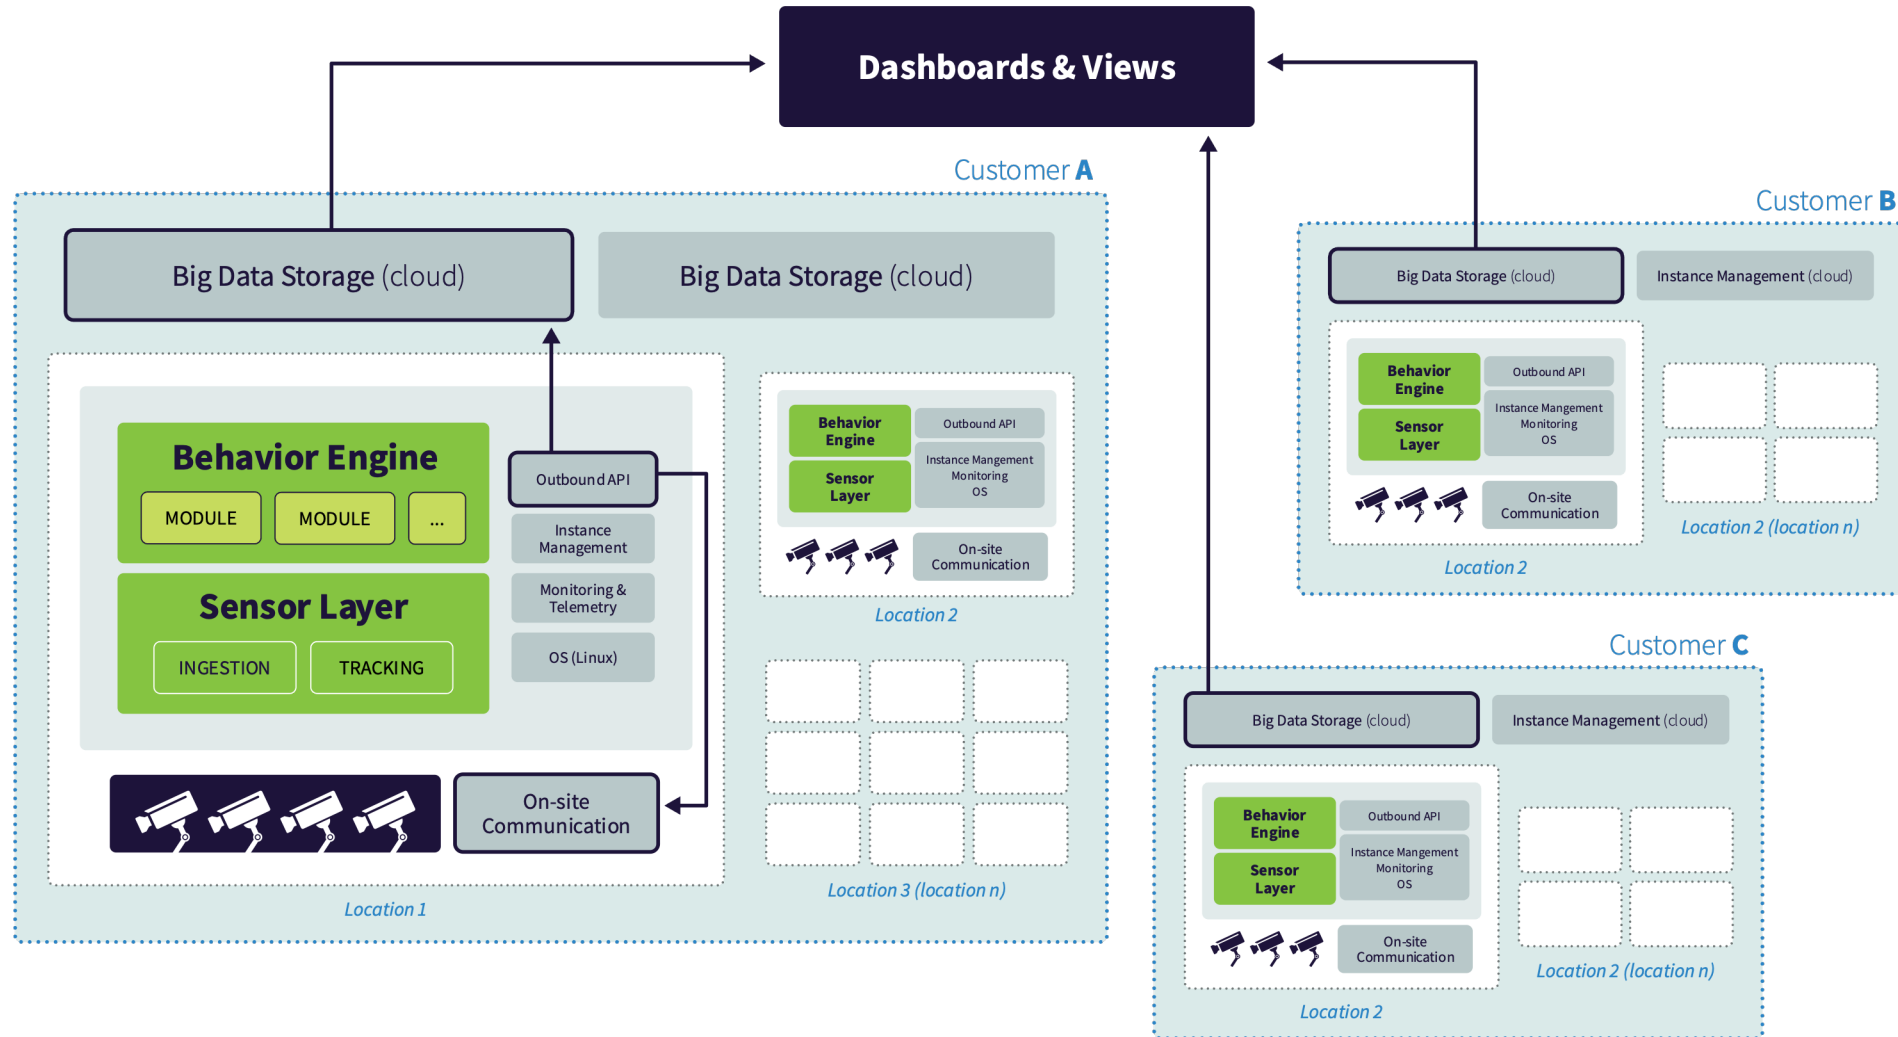 Dashboards & Views
Customer A
Big Data Storage (cloud)
Big Data Storage (cloud)
Behavior Engine
MODULE
MODULE
...
Sensor Layer
INGESTION
TRACKING
Outbound API
Instance
Management
Monitoring &
Telemetry
OS (Linux)
On-site
Communication
Location 1
Behavior
Engine
Sensor
Layer
Outbound API
Instance Mangement
Monitoring
OS
On-site
Communication
Location 2
Location 3 (location n)
Customer B
Big Data Storage (cloud)
Instance Management (cloud)
Behavior
Engine
Sensor
Layer
Outbound API
Instance Mangement
Monitoring
OS
On-site
Communication
Location 2
Location 2 (location n)
Customer C
Big Data Storage (cloud)
Instance Management (cloud)
Behavior
Engine
Sensor
Layer
Outbound API
Instance Mangement
Monitoring
OS
On-site
Communication
Location 2
Location 2 (location n)